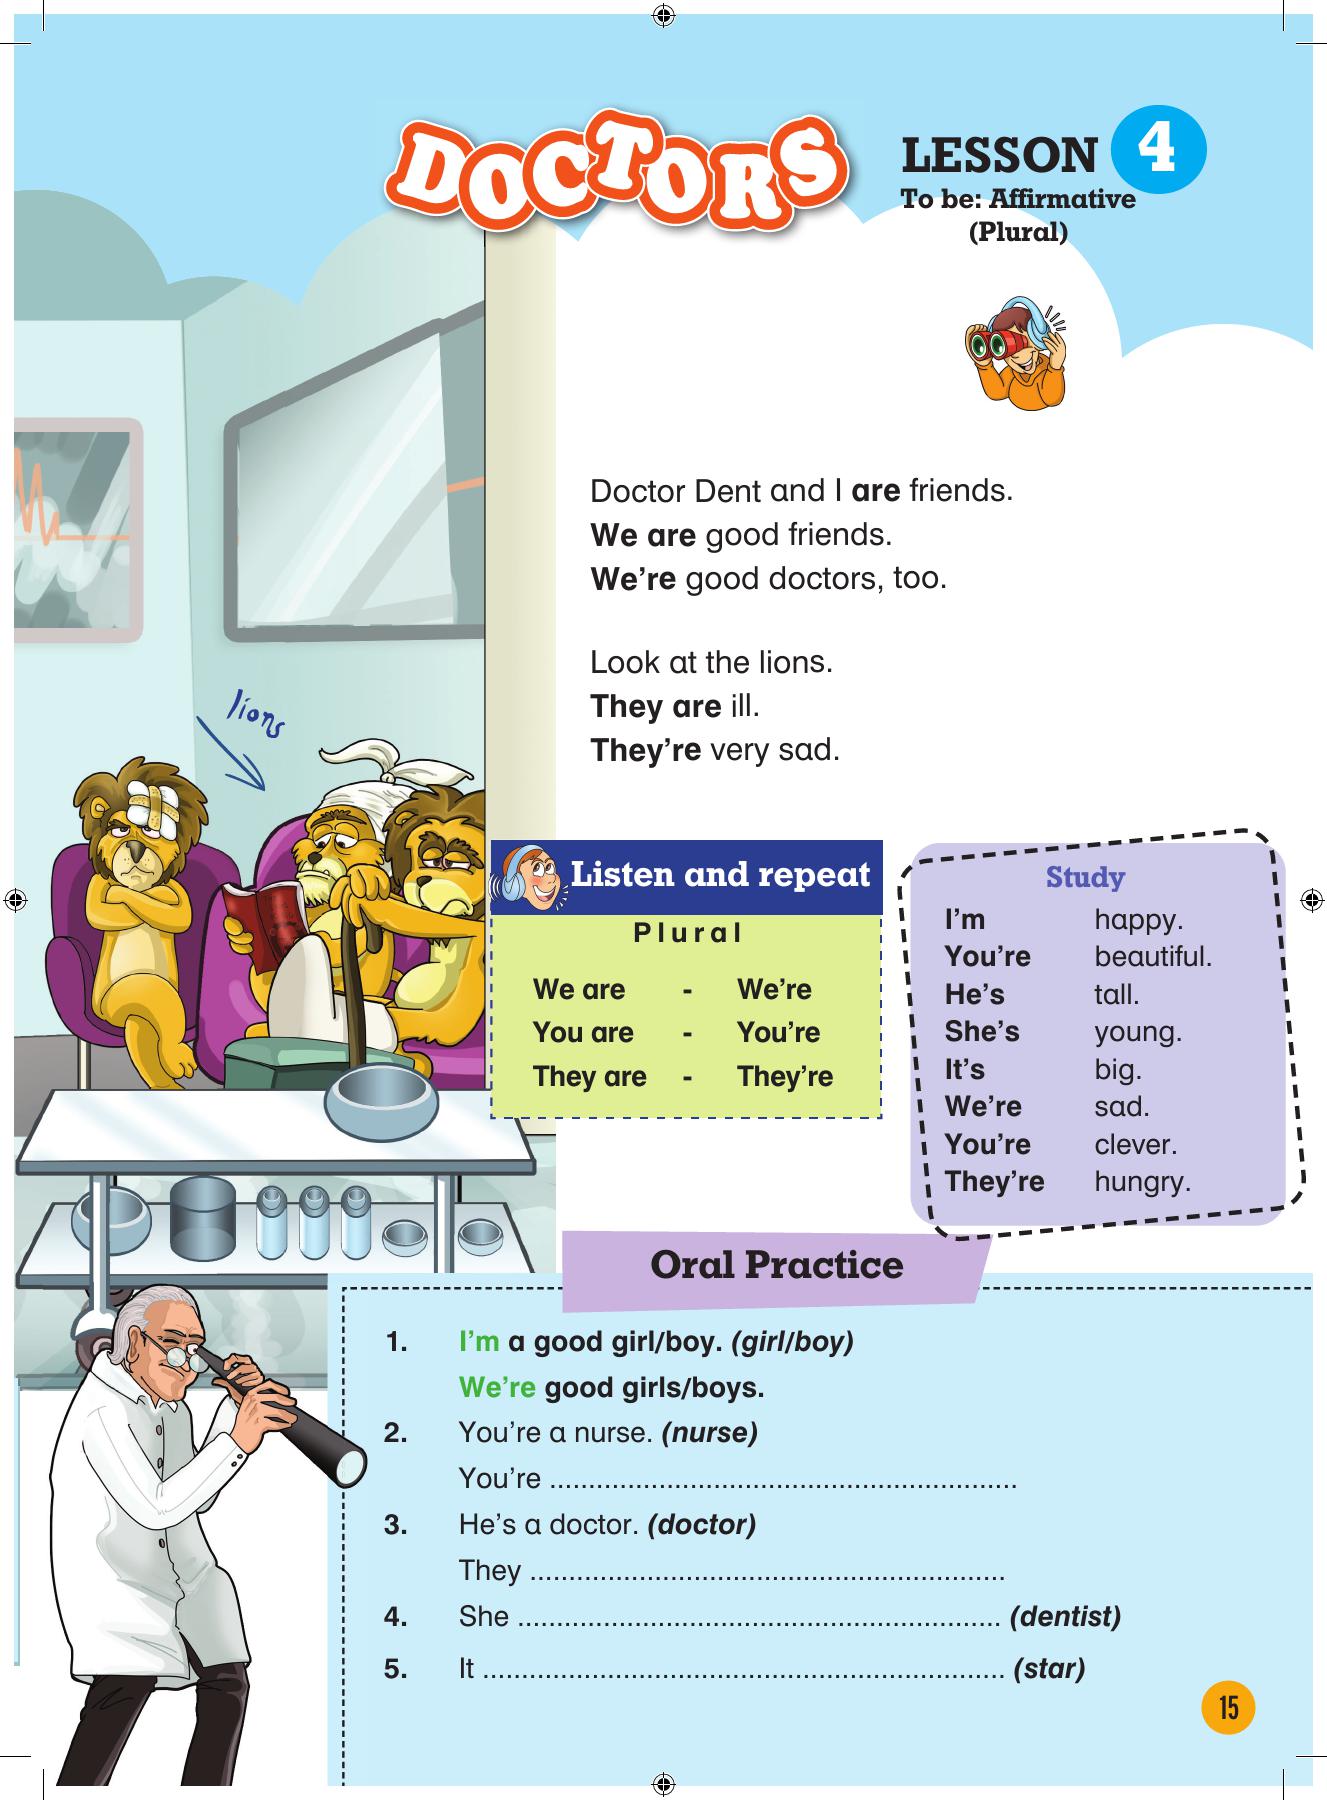 DOCTORS
LESSON 4
To be: Affirmative
(Plural)
Doctor Dent and I are friends.
We are good friends.
We're good doctors, too.
Look at the lions.
They are ill.
They're very sad.
lions
Listen and repeat
Plural
We are - We're
You are - You're
They are - They're
Study
I'm happy.
You're beautiful.
He's tall.
She's young.
It's big.
We're sad.
You're clever.
They're hungry.
Oral Practice
1. I'm a good girl/boy. (girl/boy)
We're good girls/boys.
2. You're a nurse. (nurse)
You're ............................................................
3. He's a doctor. (doctor)
They .............................................................
4. She .............................................................. (dentist)
5. It ................................................................... (star)
15